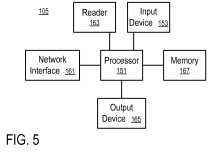 105
Reader
163
Input
Device 153
Network
Interface 161
Processor
151
Memory
167
Output
Device 165
FIG. 5